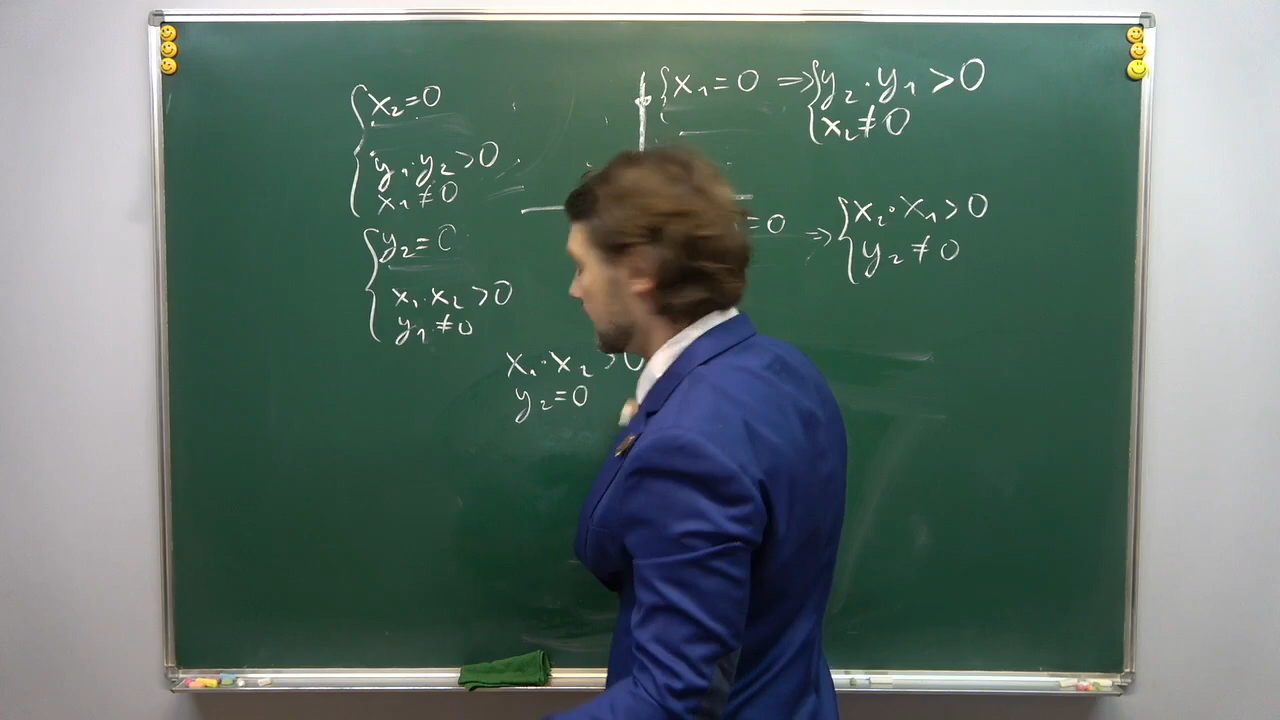 x₂=0
y₁·y₂>0
x₁≠0
y₂=0
x₁·x₂>0
y₁≠0
x₁=0 ⇒ y₂·y₁>0
x₂≠0
=0 ⇒ x₂·x₁>0
y₂≠0
x₁·x₂>0
y₂=0